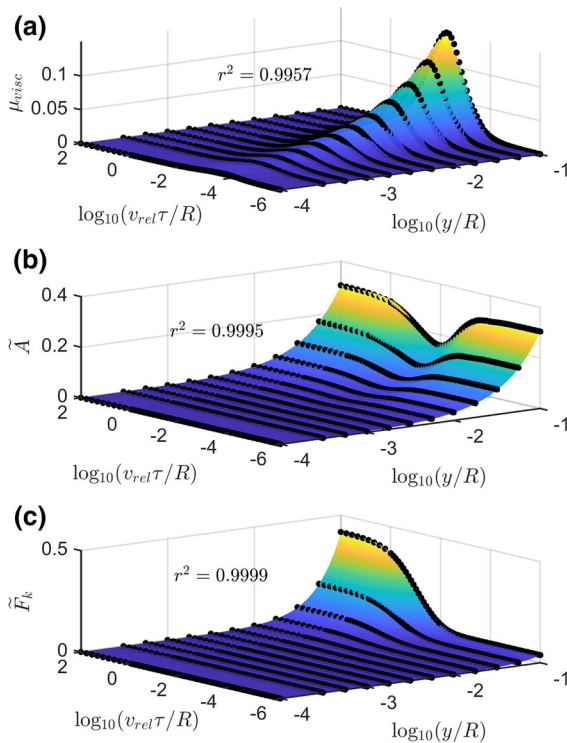 (a)
0.1
0.05
0
μ_visc
r² = 0.9957
2
0
-2
-4
-6
log₁₀(v_relτ/R)
-4
-3
-2
-1
log₁₀(y/R)
(b)
0.4
0.2
0
Ã
r² = 0.9995
2
0
-2
-4
-6
log₁₀(v_relτ/R)
-4
-3
-2
-1
log₁₀(y/R)
(c)
0.5
0
F̃_k
r² = 0.9999
2
0
-2
-4
-6
log₁₀(v_relτ/R)
-4
-3
-2
-1
log₁₀(y/R)